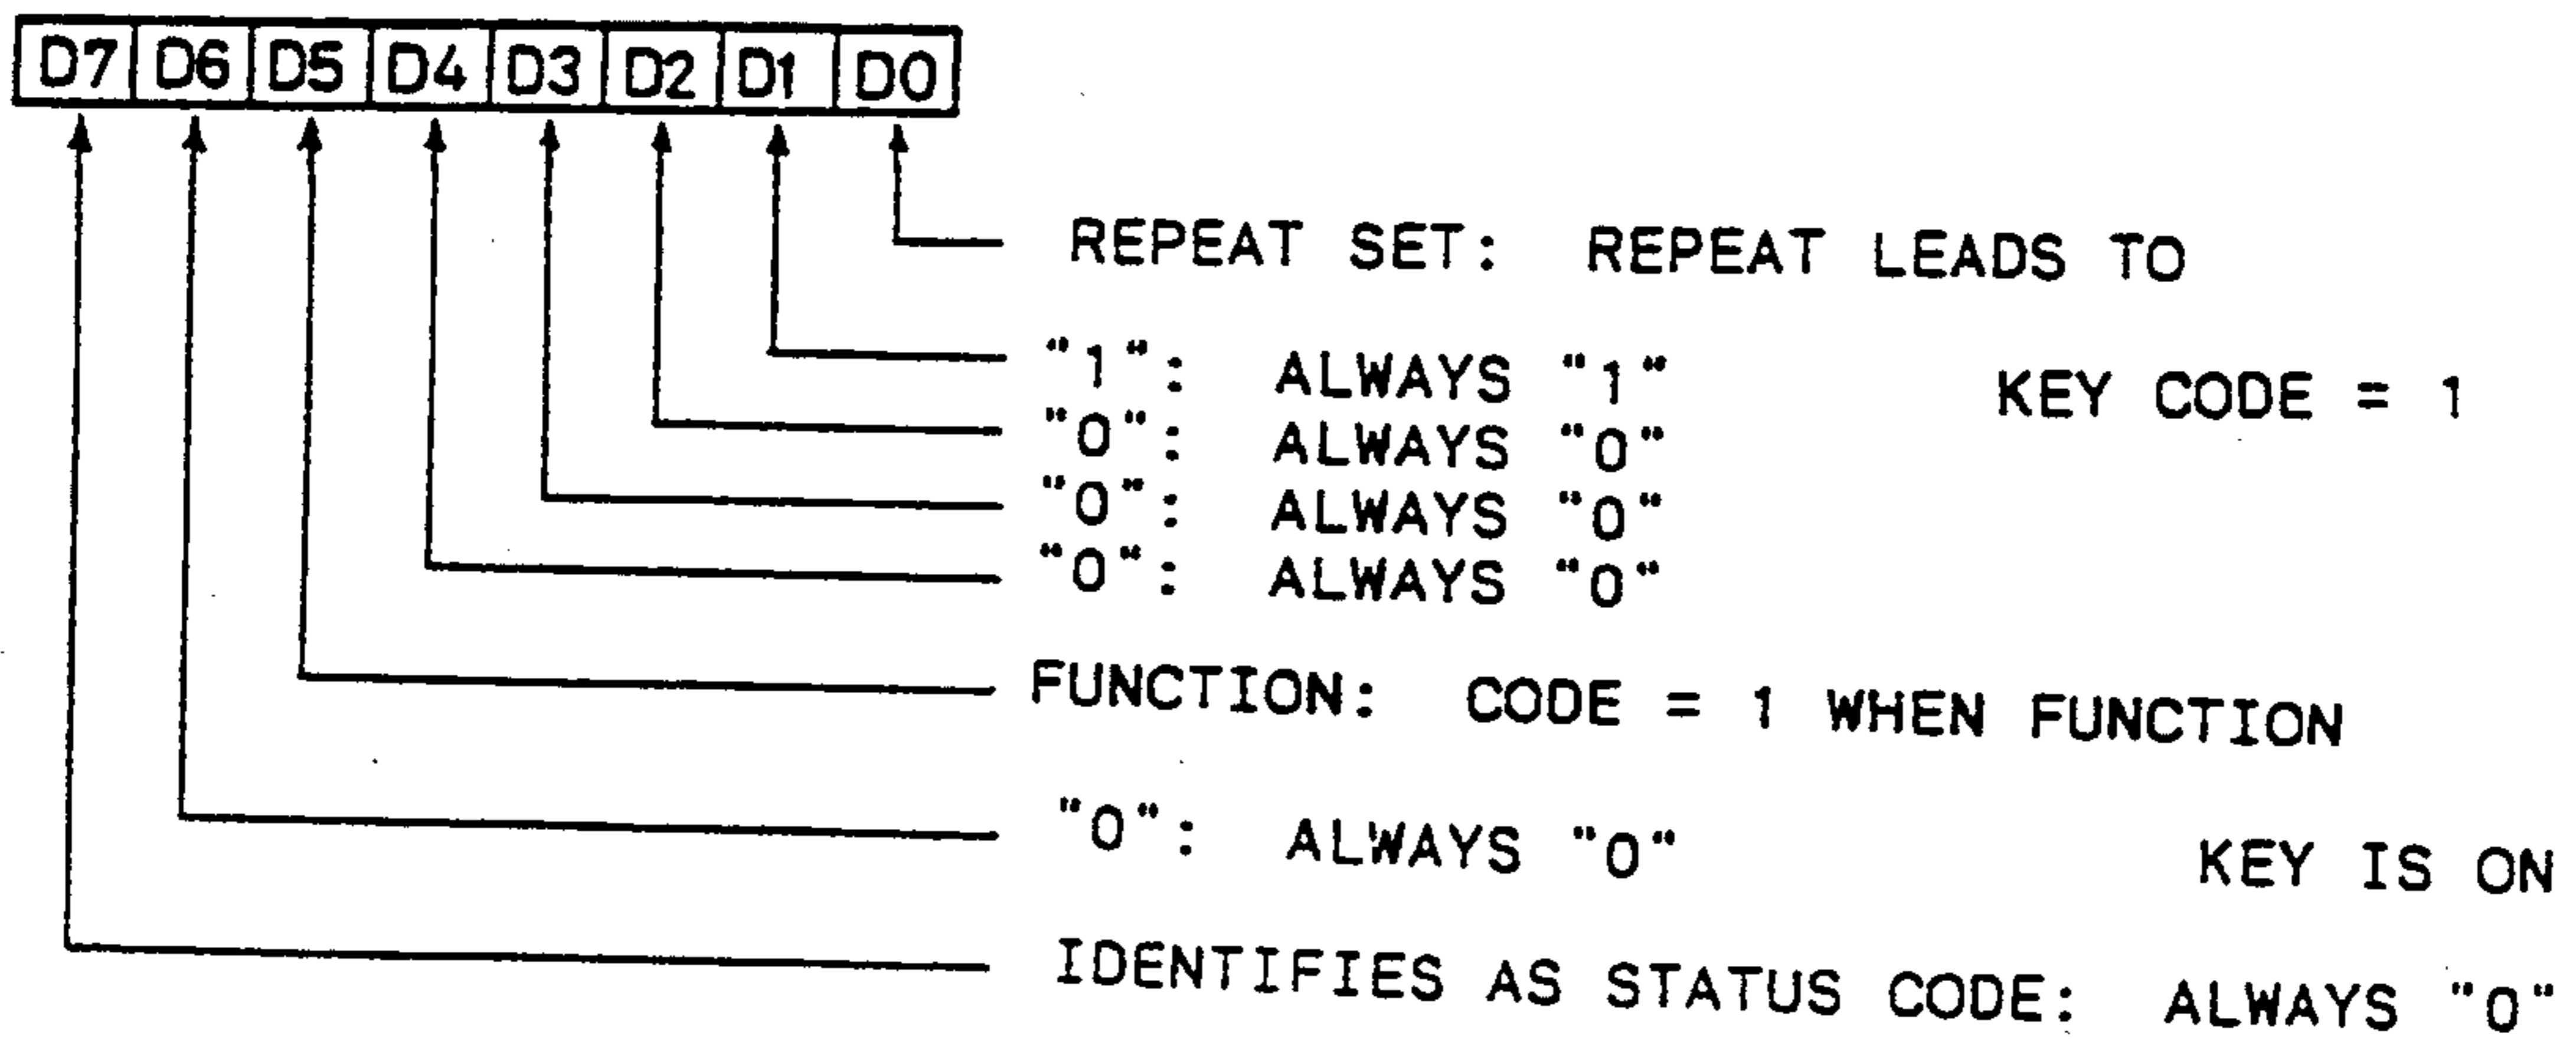 D7 D6 D5 D4 D3 D2 D1 D0
REPEAT SET: REPEAT LEADS TO
"1": ALWAYS "1"
KEY CODE = 1
"0": ALWAYS "0"
"0": ALWAYS "0"
"0": ALWAYS "0"
FUNCTION: CODE = 1 WHEN FUNCTION
"0": ALWAYS "0"
KEY IS ON
IDENTIFIES AS STATUS CODE: ALWAYS "0"